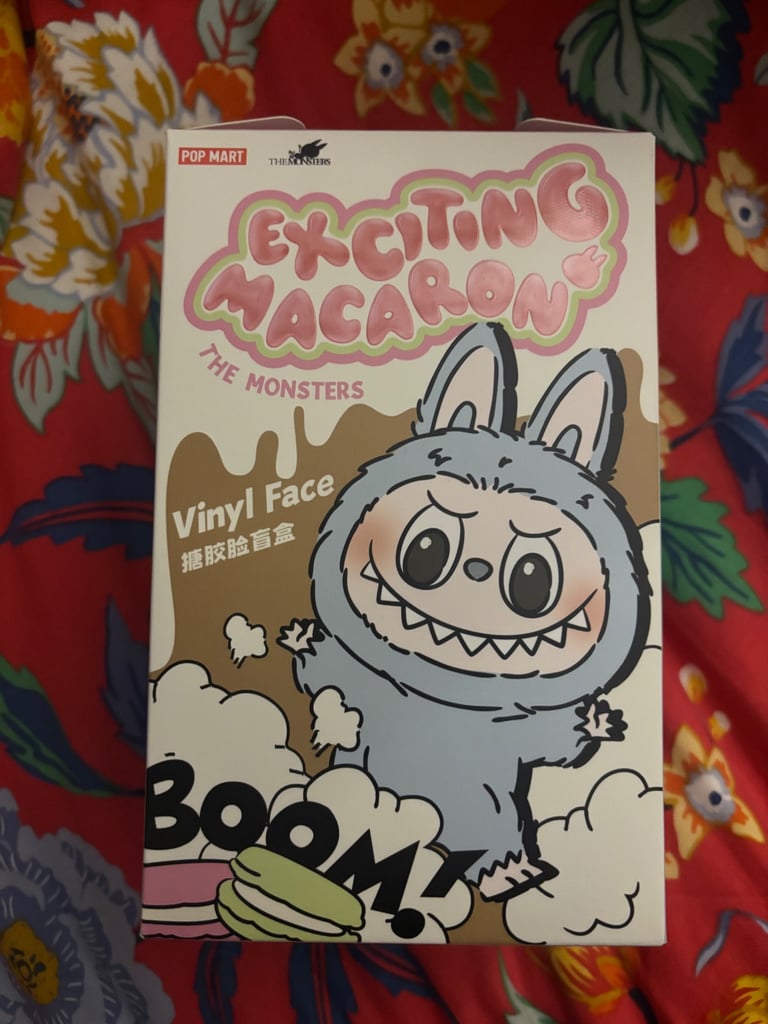 POP MART
THE MONSTERS
EXCITING
MACARON
THE MONSTERS
Vinyl Face
搪胶脸盲盒
BOOM!